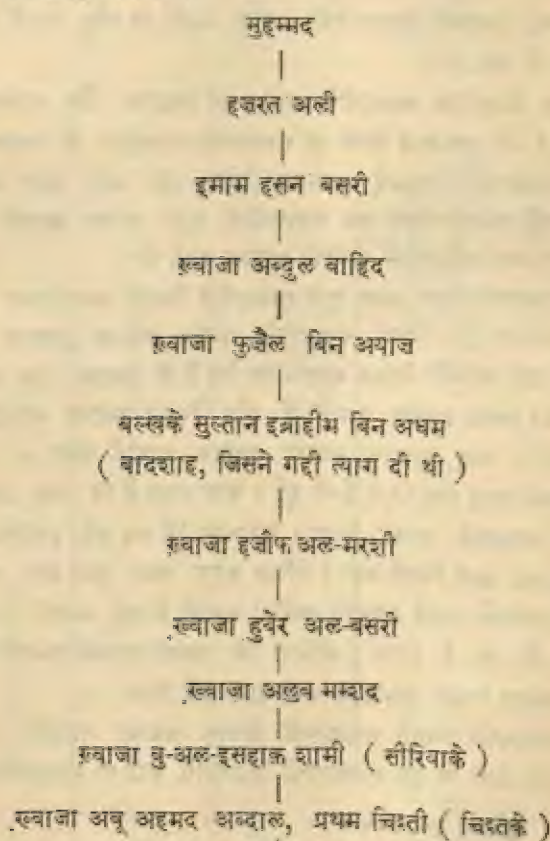 मुहम्मद
हज़रत अली
इमाम हसन बसरी
ख़्वाजा अब्दुल वाहिद
ख़्वाजा फ़ुज़ैल बिन अयाज़
बल्खके सुल्तान इब्राहीम बिन अधम
( बादशाह, जिसने गद्दी त्याग दी थी )
ख़्वाजा हज़ीफ़ अल-मरशी
ख़्वाजा हुबेर अल-बसरी
ख़्वाजा अलुव मम्शद
ख़्वाजा बु-अल-इसहाक़ शामी ( सीरियाके )
ख़्वाजा अबू अहमद अब्दाल, प्रथम चिश्ती ( चिश्तके )